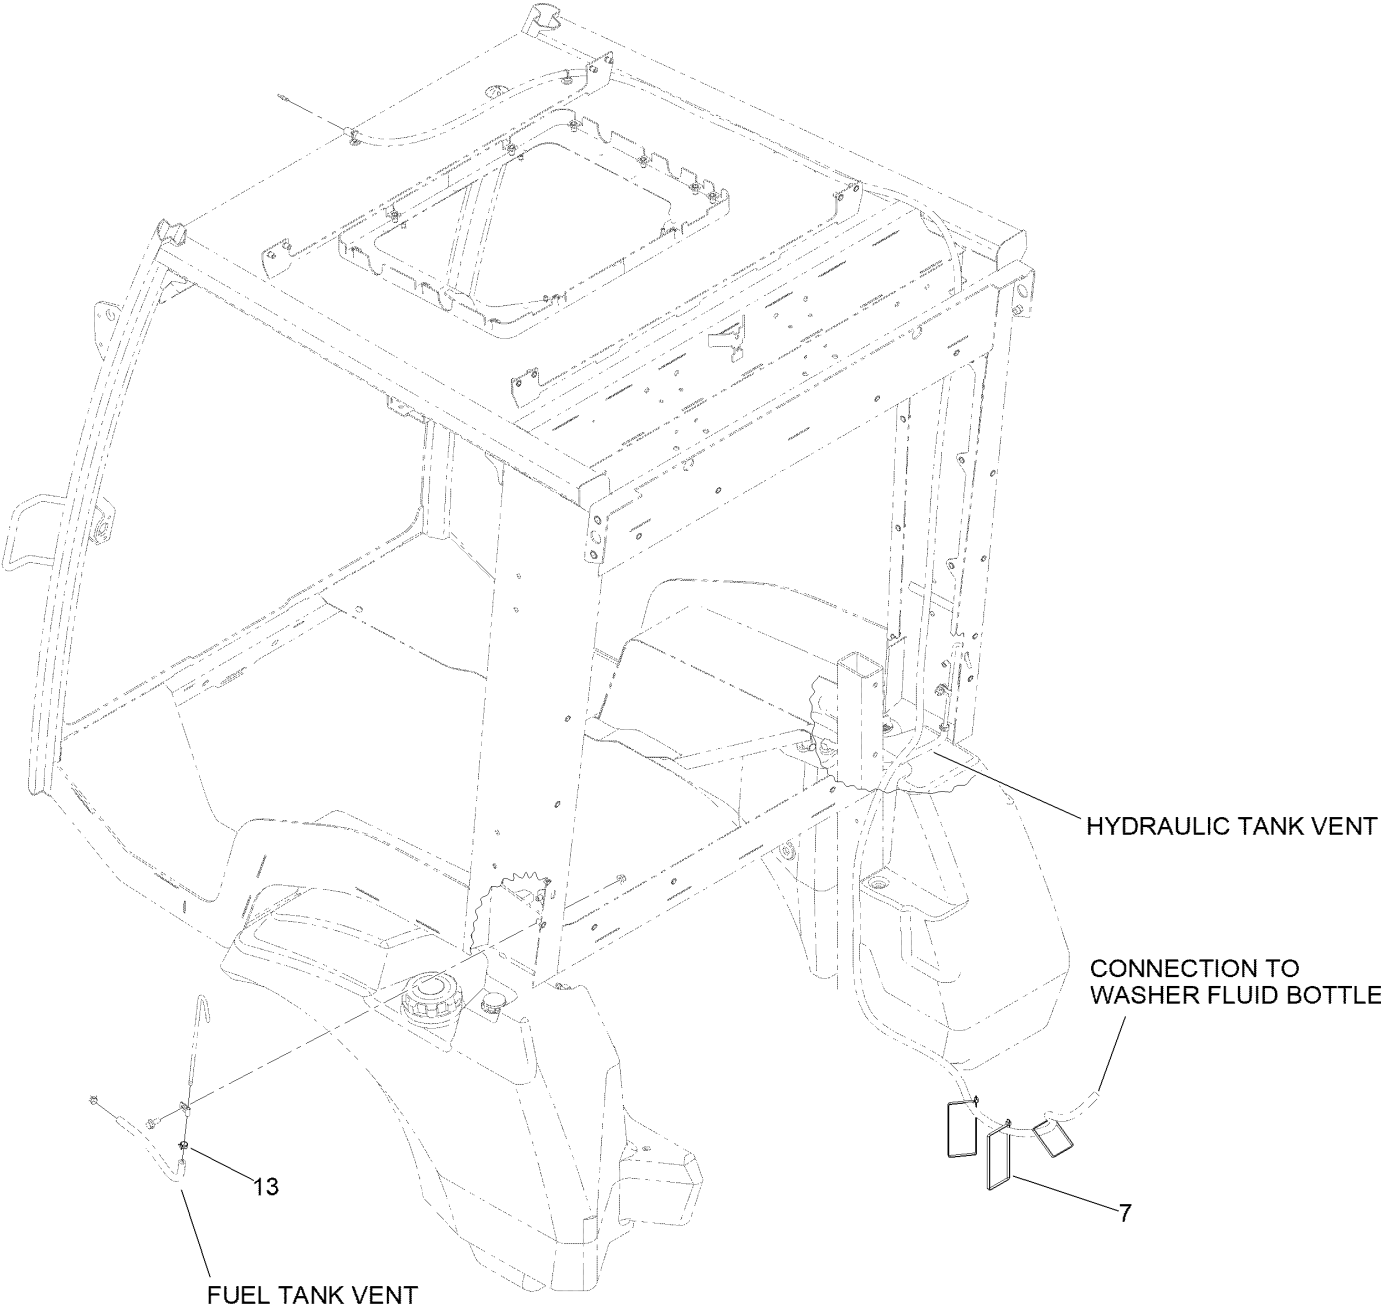 HYDRAULIC TANK VENT
CONNECTION TO
WASHER FLUID BOTTLE
13
7
FUEL TANK VENT